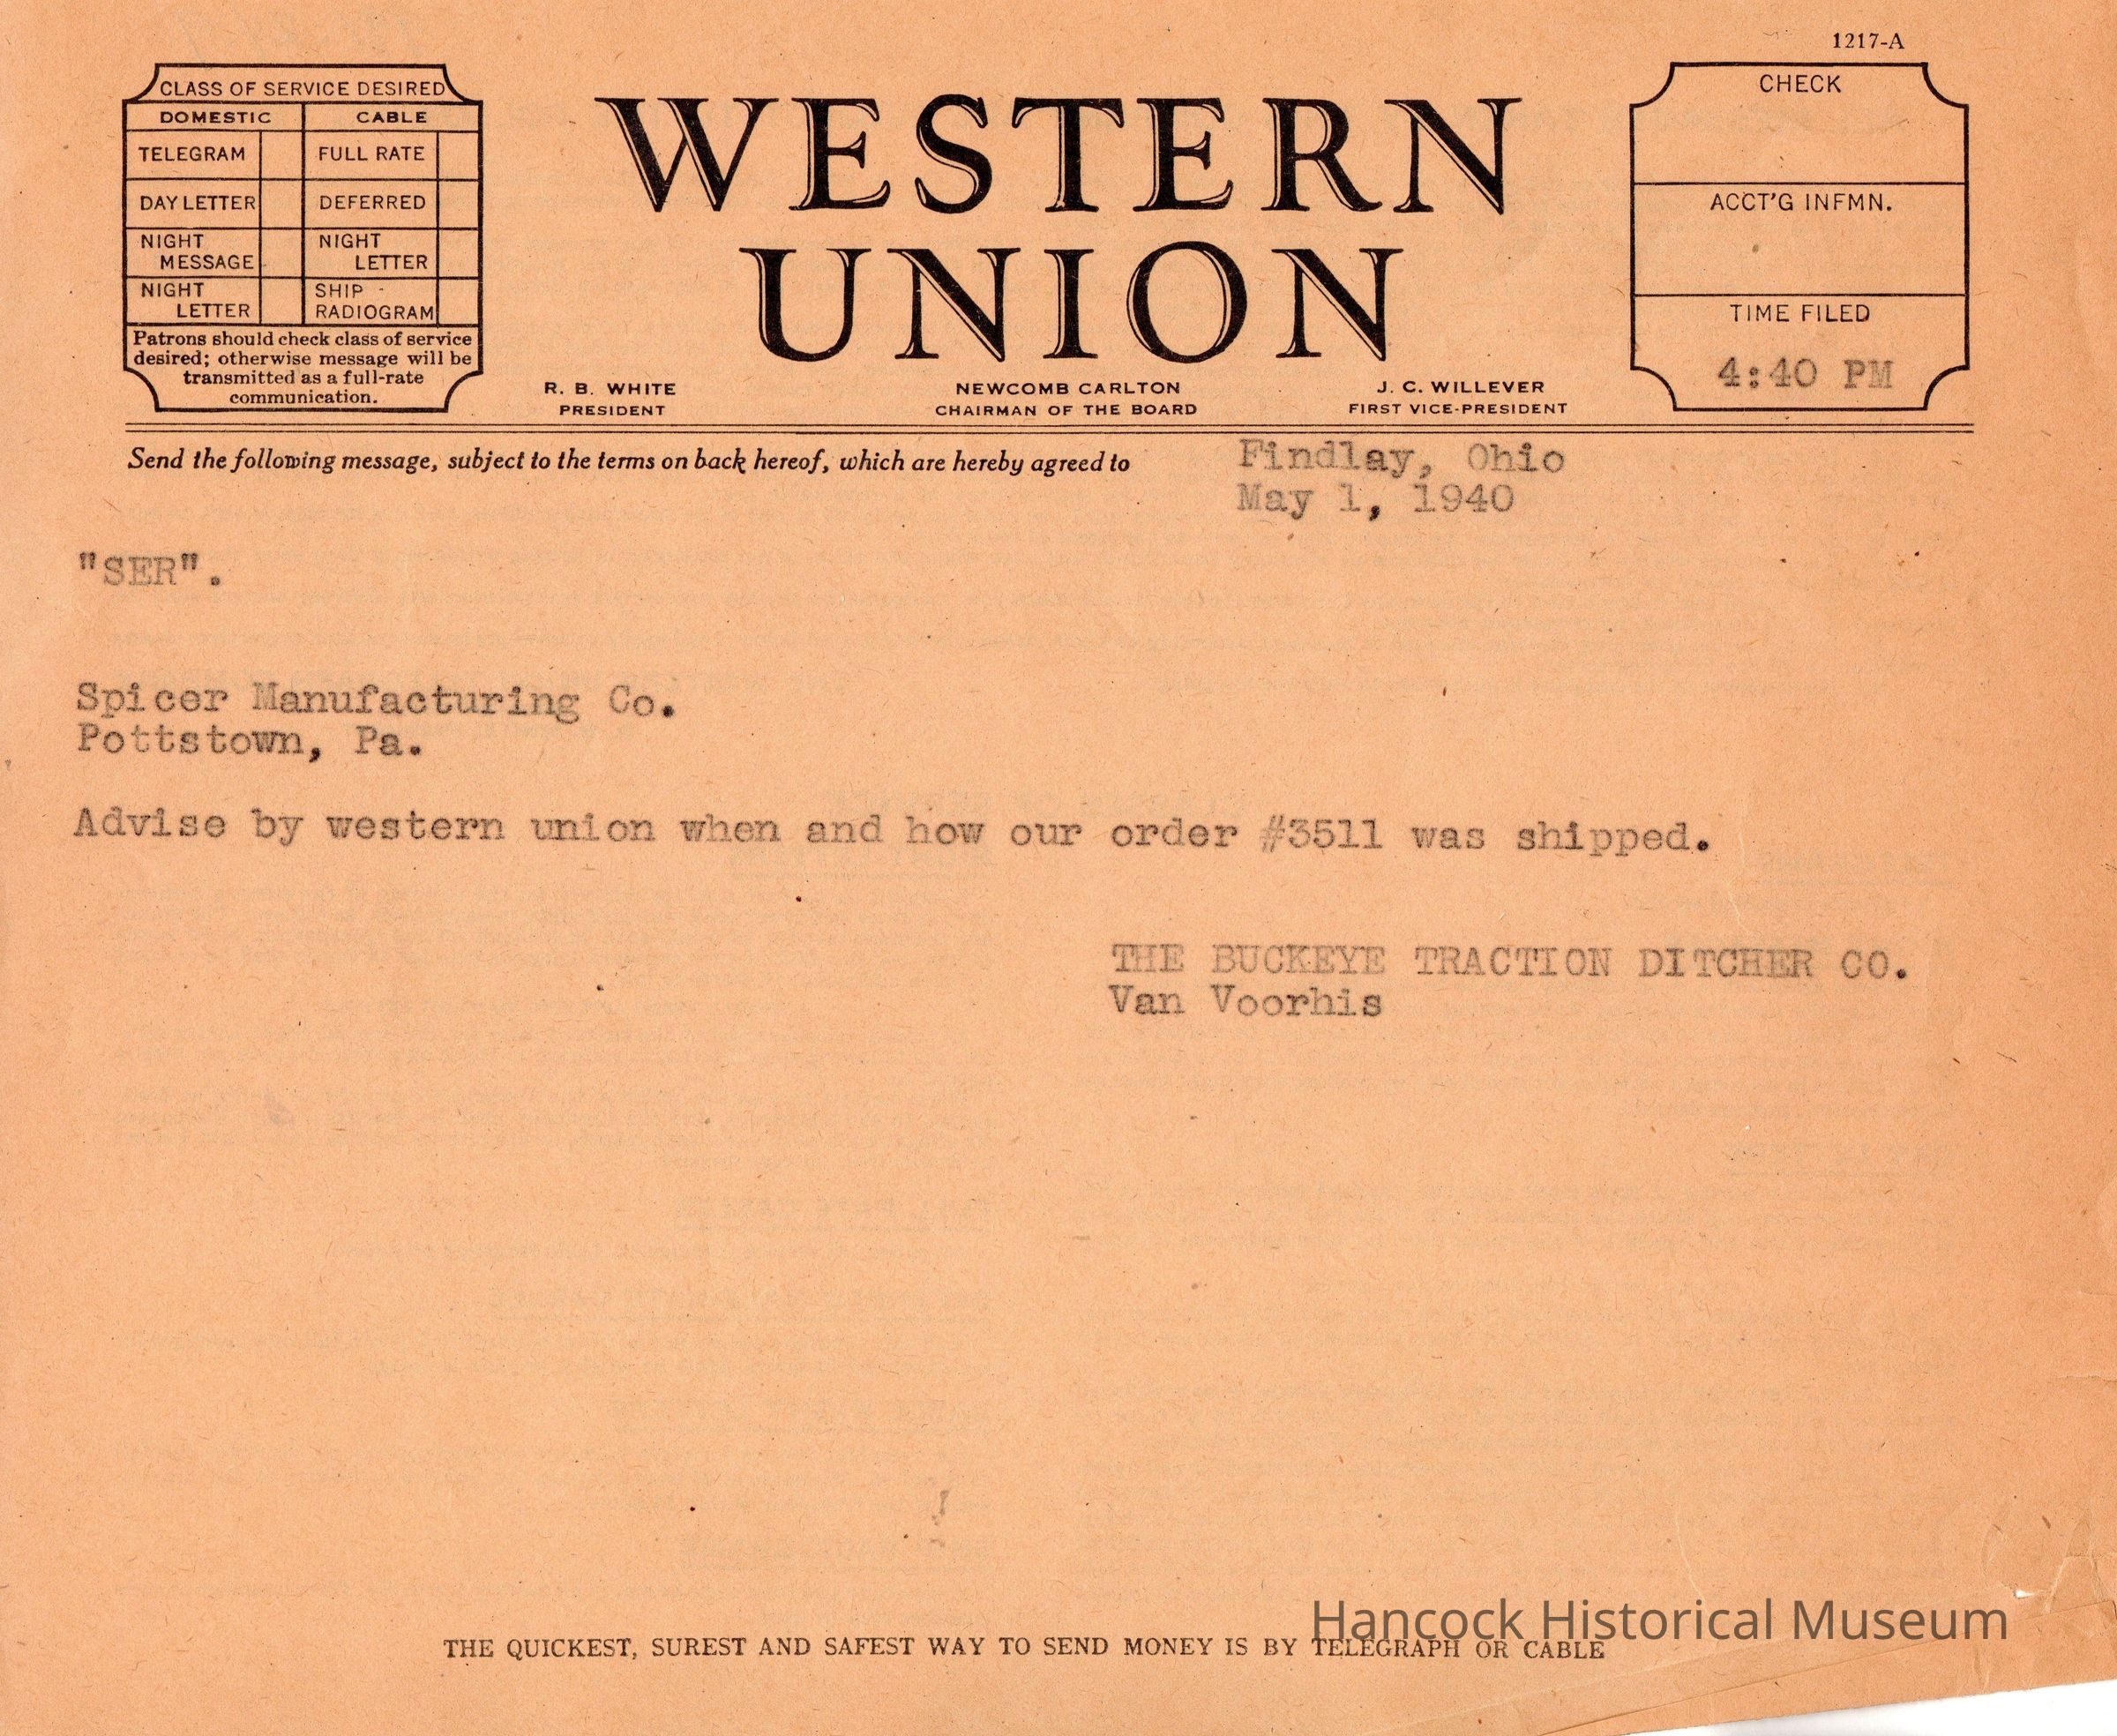 1217-A
CLASS OF SERVICE DESIRED
DOMESTIC CABLE
TELEGRAM FULL RATE
DAY LETTER DEFERRED
NIGHT MESSAGE NIGHT LETTER
NIGHT LETTER SHIP RADIOGRAM
Patrons should check class of service
desired; otherwise message will be
transmitted as a full-rate
communication.
WESTERN
UNION
R. B. WHITE
PRESIDENT
NEWCOMB CARLTON
CHAIRMAN OF THE BOARD
J. C. WILLEVER
FIRST VICE-PRESIDENT
CHECK
ACCT'G INFMN.
TIME FILED
4:40 PM
Send the following message, subject to the terms on back hereof, which are hereby agreed to
Findlay, Ohio
May 1, 1940
"SER".
Spicer Manufacturing Co.
Pottstown, Pa.
Advise by western union when and how our order #3511 was shipped.
THE BUCKEYE TRACTION DITCHER CO.
Van Voorhis
Hancock Historical Museum
THE QUICKEST, SUREST AND SAFEST WAY TO SEND MONEY IS BY TELEGRAPH OR CABLE